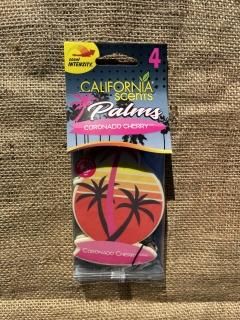 SCENT
INTENSITY
4
CALIFORNIA
scents
Palms
CORONADO CHERRY
CORONADO CHERRY